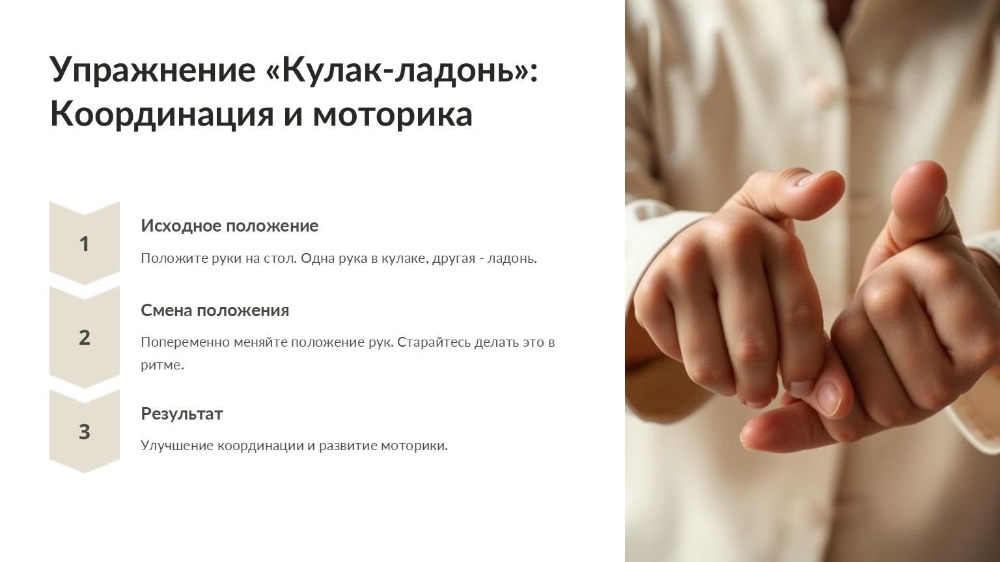 Упражнение «Кулак-ладонь»:
Координация и моторика
1
Исходное положение
Положите руки на стол. Одна рука в кулаке, другая - ладонь.
2
Смена положения
Попеременно меняйте положение рук. Старайтесь делать это в
ритме.
3
Результат
Улучшение координации и развитие моторики.